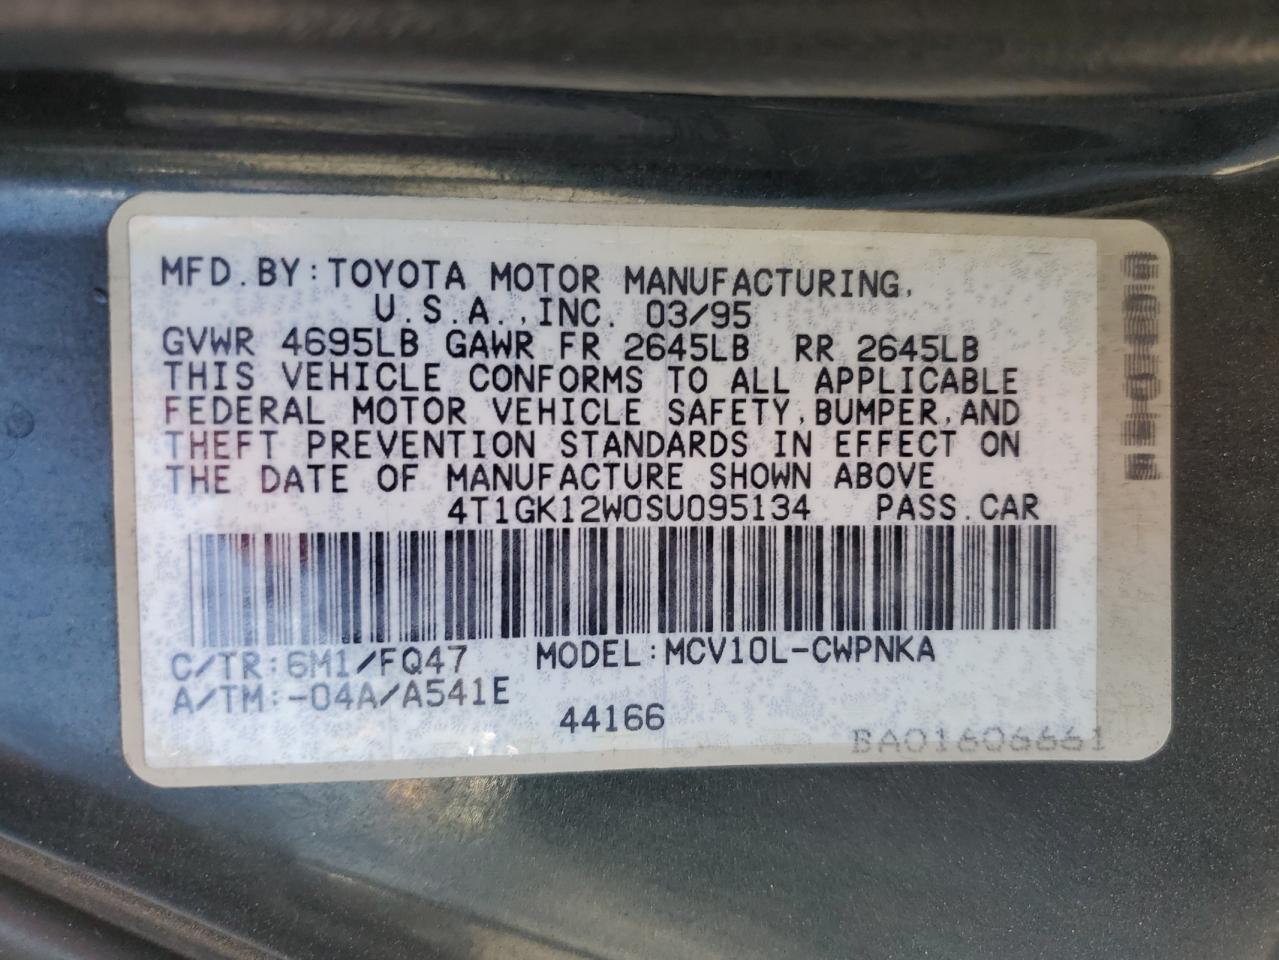 MFD.BY:TOYOTA MOTOR MANUFACTURING,
U.S.A.,INC. 03/95
GVWR 4695LB GAWR FR 2645LB RR 2645LB
THIS VEHICLE CONFORMS TO ALL APPLICABLE
FEDERAL MOTOR VEHICLE SAFETY,BUMPER,AND
THEFT PREVENTION STANDARDS IN EFFECT ON
THE DATE OF MANUFACTURE SHOWN ABOVE
4T1GK12W0SU095134 PASS.CAR
C/TR:6M1/FQ47 MODEL:MCV10L-CWPNKA
A/TM:-04A/A541E
44166
BA01606661